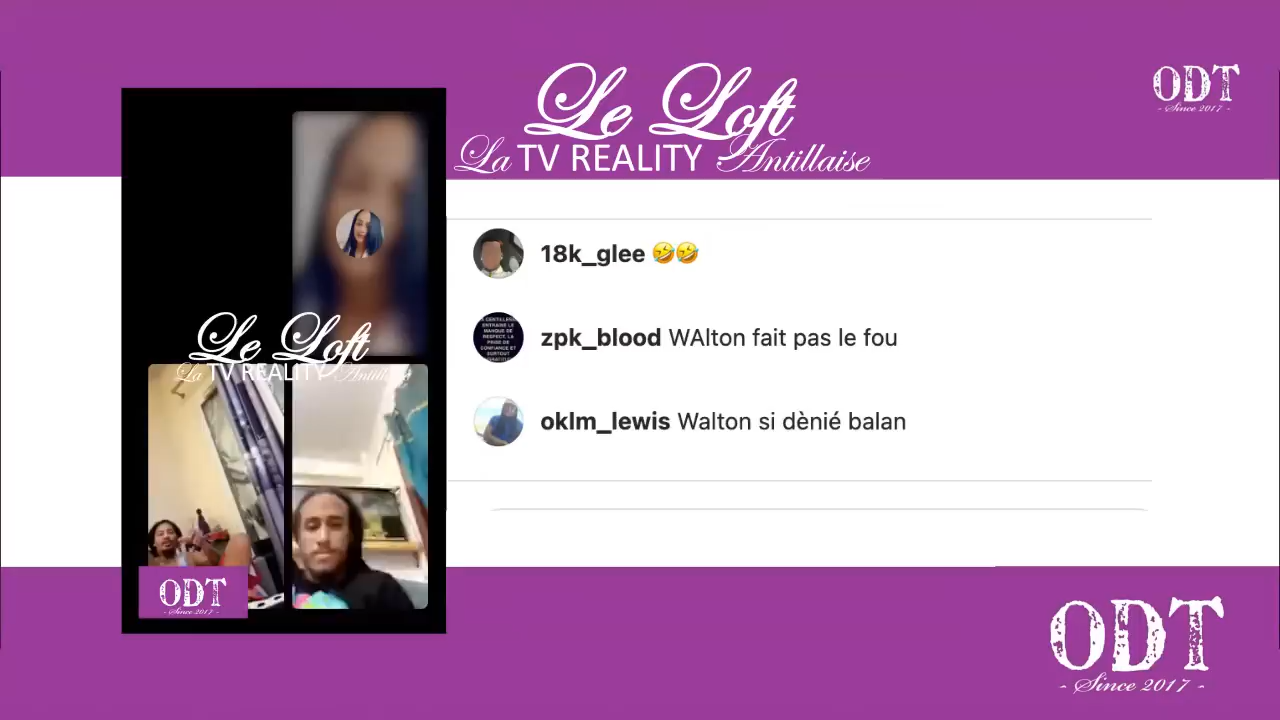 Le Loft
La TV REALITY Antillaise
ODT
- Since 2017 -
18k_glee 🤣🤣
zpk_blood WAlton fait pas le fou
oklm_lewis Walton si dènié balan
Le Loft
La TV REALITY Antillaise
ODT
- Since 2017 -
ODT
- Since 2017 -